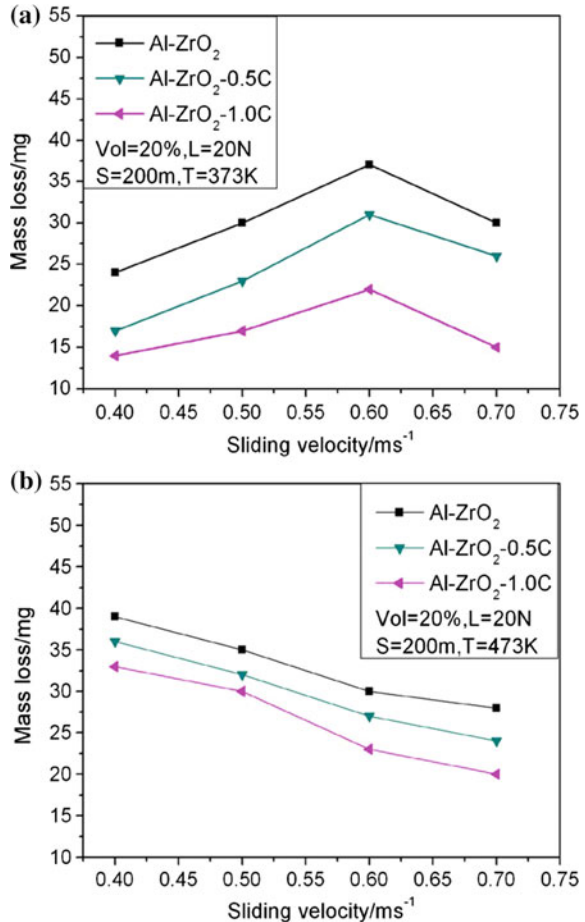 (a)
55
50
45
40
35
30
25
20
15
10
Mass loss/mg
Al-ZrO₂
Al-ZrO₂-0.5C
Al-ZrO₂-1.0C
Vol=20%,L=20N
S=200m,T=373K
0.40 0.45 0.50 0.55 0.60 0.65 0.70 0.75
Sliding velocity/ms⁻¹
(b)
55
50
45
40
35
30
25
20
15
10
Mass loss/mg
Al-ZrO₂
Al-ZrO₂-0.5C
Al-ZrO₂-1.0C
Vol=20%,L=20N
S=200m,T=473K
0.40 0.45 0.50 0.55 0.60 0.65 0.70 0.75
Sliding velocity/ms⁻¹